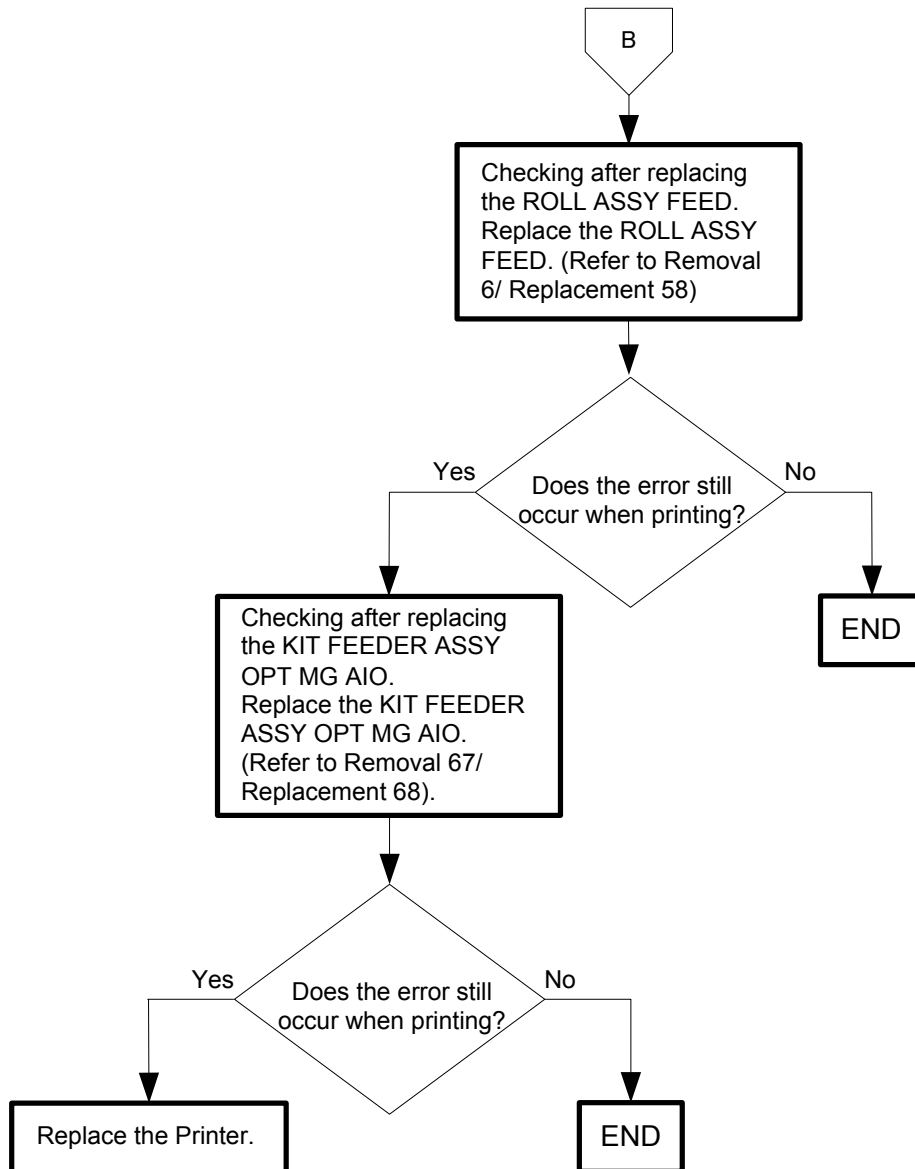 B
Checking after replacing
the ROLL ASSY FEED.
Replace the ROLL ASSY
FEED. (Refer to Removal
6/ Replacement 58)
Yes
No
Does the error still
occur when printing?
Checking after replacing
the KIT FEEDER ASSY
OPT MG AIO.
Replace the KIT FEEDER
ASSY OPT MG AIO.
(Refer to Removal 67/
Replacement 68).
END
Yes
No
Does the error still
occur when printing?
Replace the Printer.
END